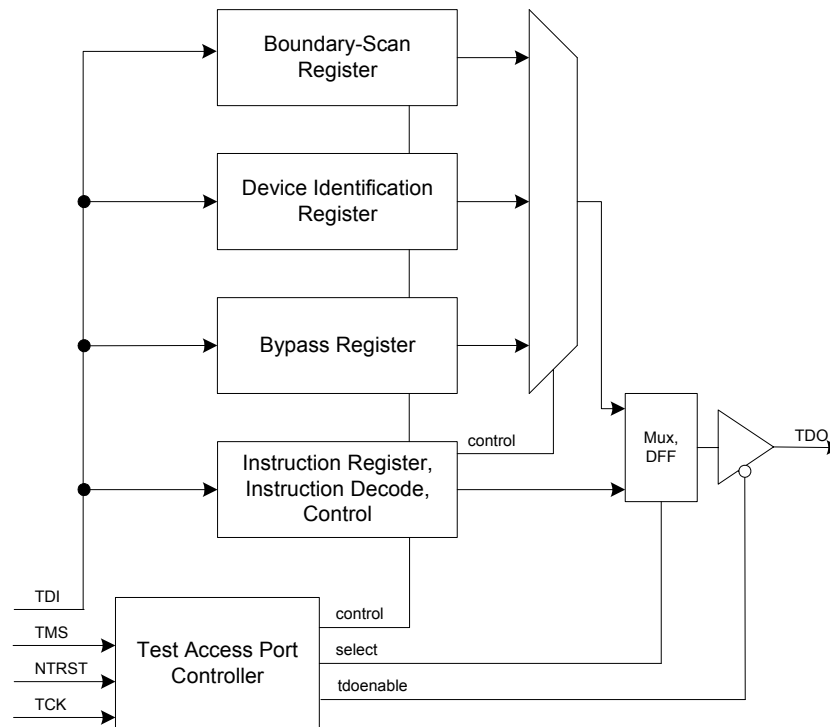 Boundary-Scan
Register
Device Identification
Register
Bypass Register
control
Mux,
DFF
TDO
Instruction Register,
Instruction Decode,
Control
TDI
TMS
NTRST
TCK
Test Access Port
Controller
control
select
tdoenable